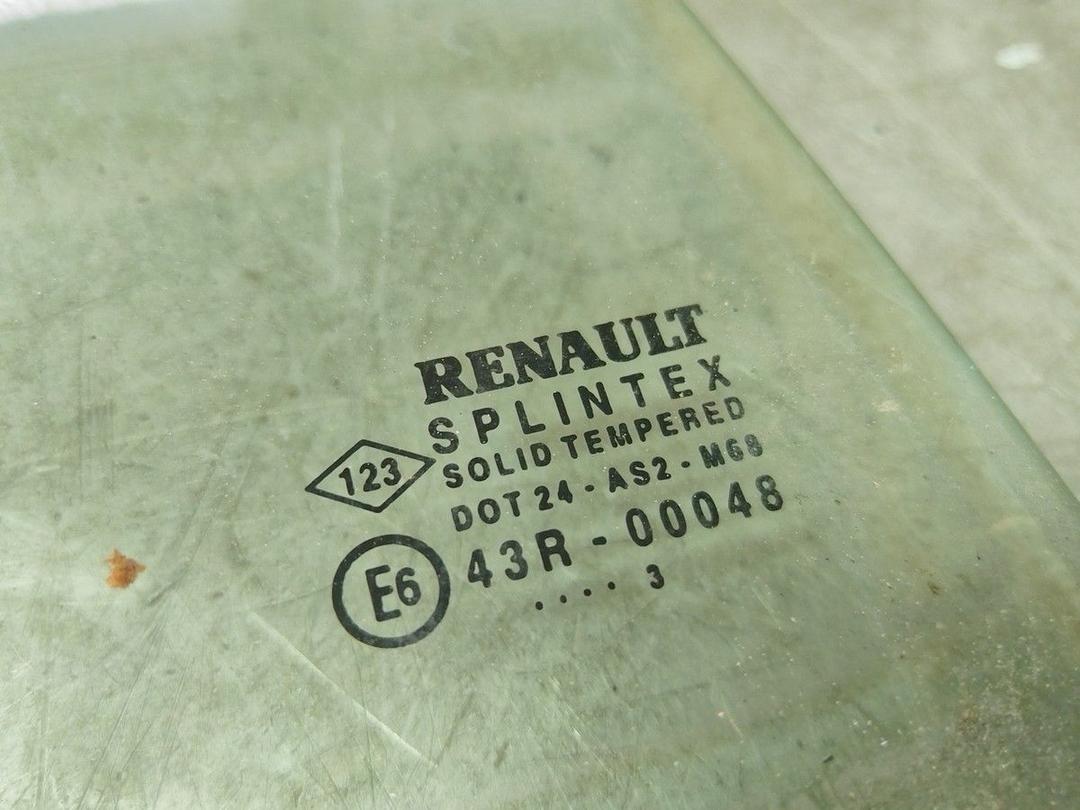 RENAULT
SPLINTEX
123
SOLID TEMPERED
DOT 24 - AS2 - M68
E6
43R - 00048
.... 3